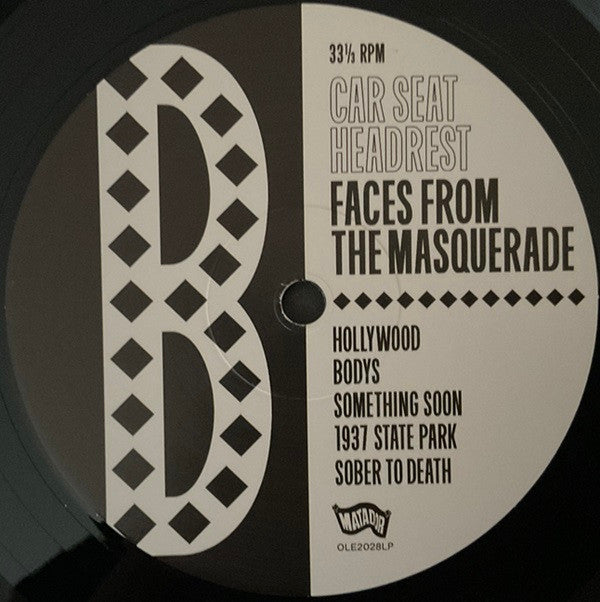 B
33⅓ RPM
CAR SEAT
HEADREST
FACES FROM
THE MASQUERADE
HOLLYWOOD
BODYS
SOMETHING SOON
1937 STATE PARK
SOBER TO DEATH
MATADOR
OLE2028LP